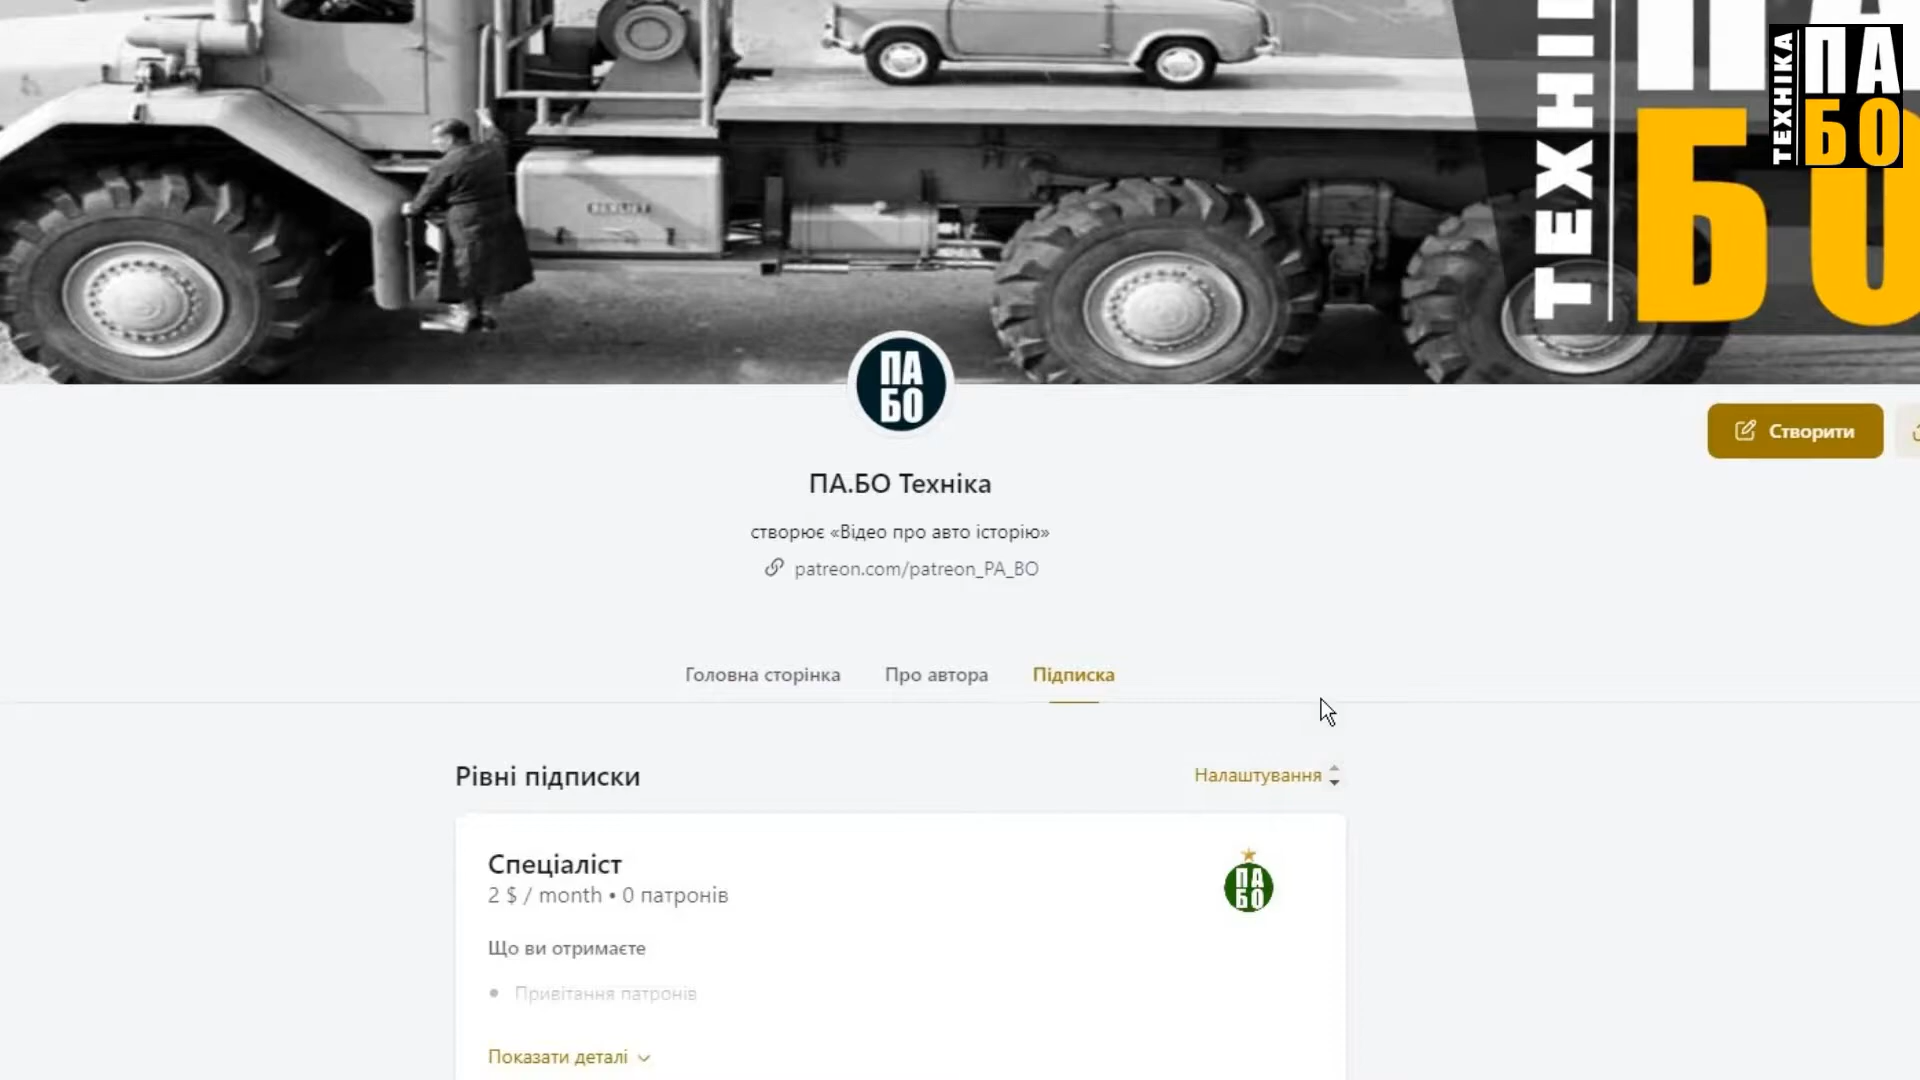 ТЕХНІКА
ПА
БО
ТЕХНІКА
ПА
БО
BERLIET
ПА
БО
Створити
ПА.БО Техніка
створює «Відео про авто історію»
patreon.com/patreon_PA_BO
Головна сторінка
Про автора
Підписка
Рівні підписки
Налаштування
Спеціаліст
2 $ / month • 0 патронів
ПА
БО
Що ви отримаєте
• Привітання патронів
Показати деталі